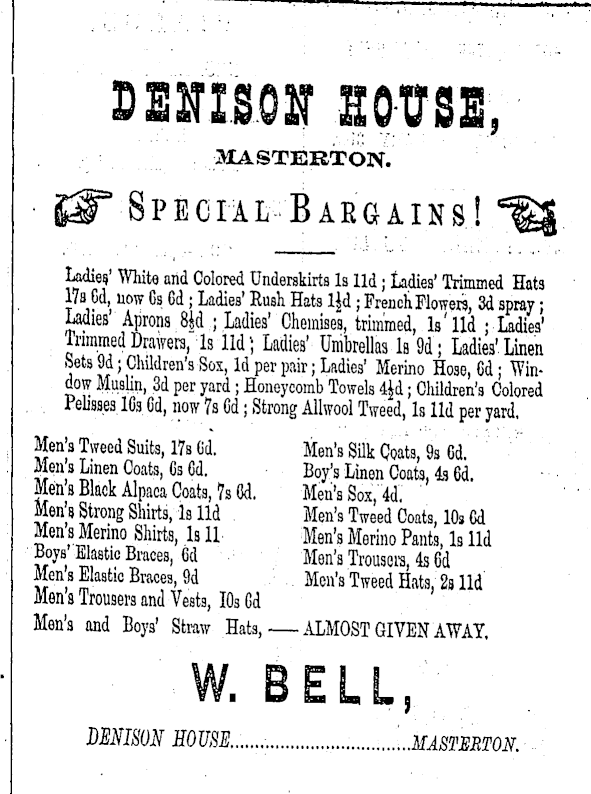 DENISON HOUSE,
MASTERTON.
SPECIAL BARGAINS!
Ladies' White and Colored Underskirts 1s 11d ; Ladies' Trimmed Hats
17s 6d, now 6s 6d ; Ladies' Rush Hats 1½d ; French Flowers, 3d spray ;
Ladies' Aprons 8½d ; Ladies' Chemises, trimmed, 1s 11d ; Ladies'
Trimmed Drawers, 1s 11d ; Ladies' Umbrellas 1s 9d ; Ladies' Linen
Sets 9d ; Children's Sox, 1d per pair ; Ladies' Merino Hose, 6d ; Win-
dow Muslin, 3d per yard ; Honeycomb Towels 4½d ; Children's Colored
Pelisses 16s 6d, now 7s 6d ; Strong Allwool Tweed, 1s 11d per yard.
Men's Tweed Suits, 17s 6d.
Men's Linen Coats, 6s 6d.
Men's Black Alpaca Coats, 7s 6d.
Men's Strong Shirts, 1s 11d
Men's Merino Shirts, 1s 11
Boys' Elastic Braces, 6d
Men's Elastic Braces, 9d
Men's Trousers and Vests, 10s 6d
Men's Silk Coats, 9s 6d.
Boy's Linen Coats, 4s 6d.
Men's Sox, 4d.
Men's Tweed Coats, 10s 6d
Men's Merino Pants, 1s 11d
Men's Trousers, 4s 6d
Men's Tweed Hats, 2s 11d
Men's and Boys' Straw Hats, — ALMOST GIVEN AWAY.
W. BELL,
DENISON HOUSE...................................MASTERTON.